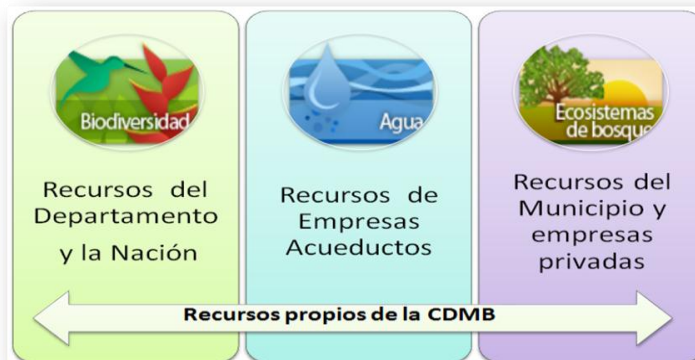 Biodiversidad
Recursos del
Departamento
y la Nación
Agua
Recursos de
Empresas
Acueductos
Ecosistemas
de bosque
Recursos del
Municipio y
empresas
privadas
Recursos propios de la CDMB